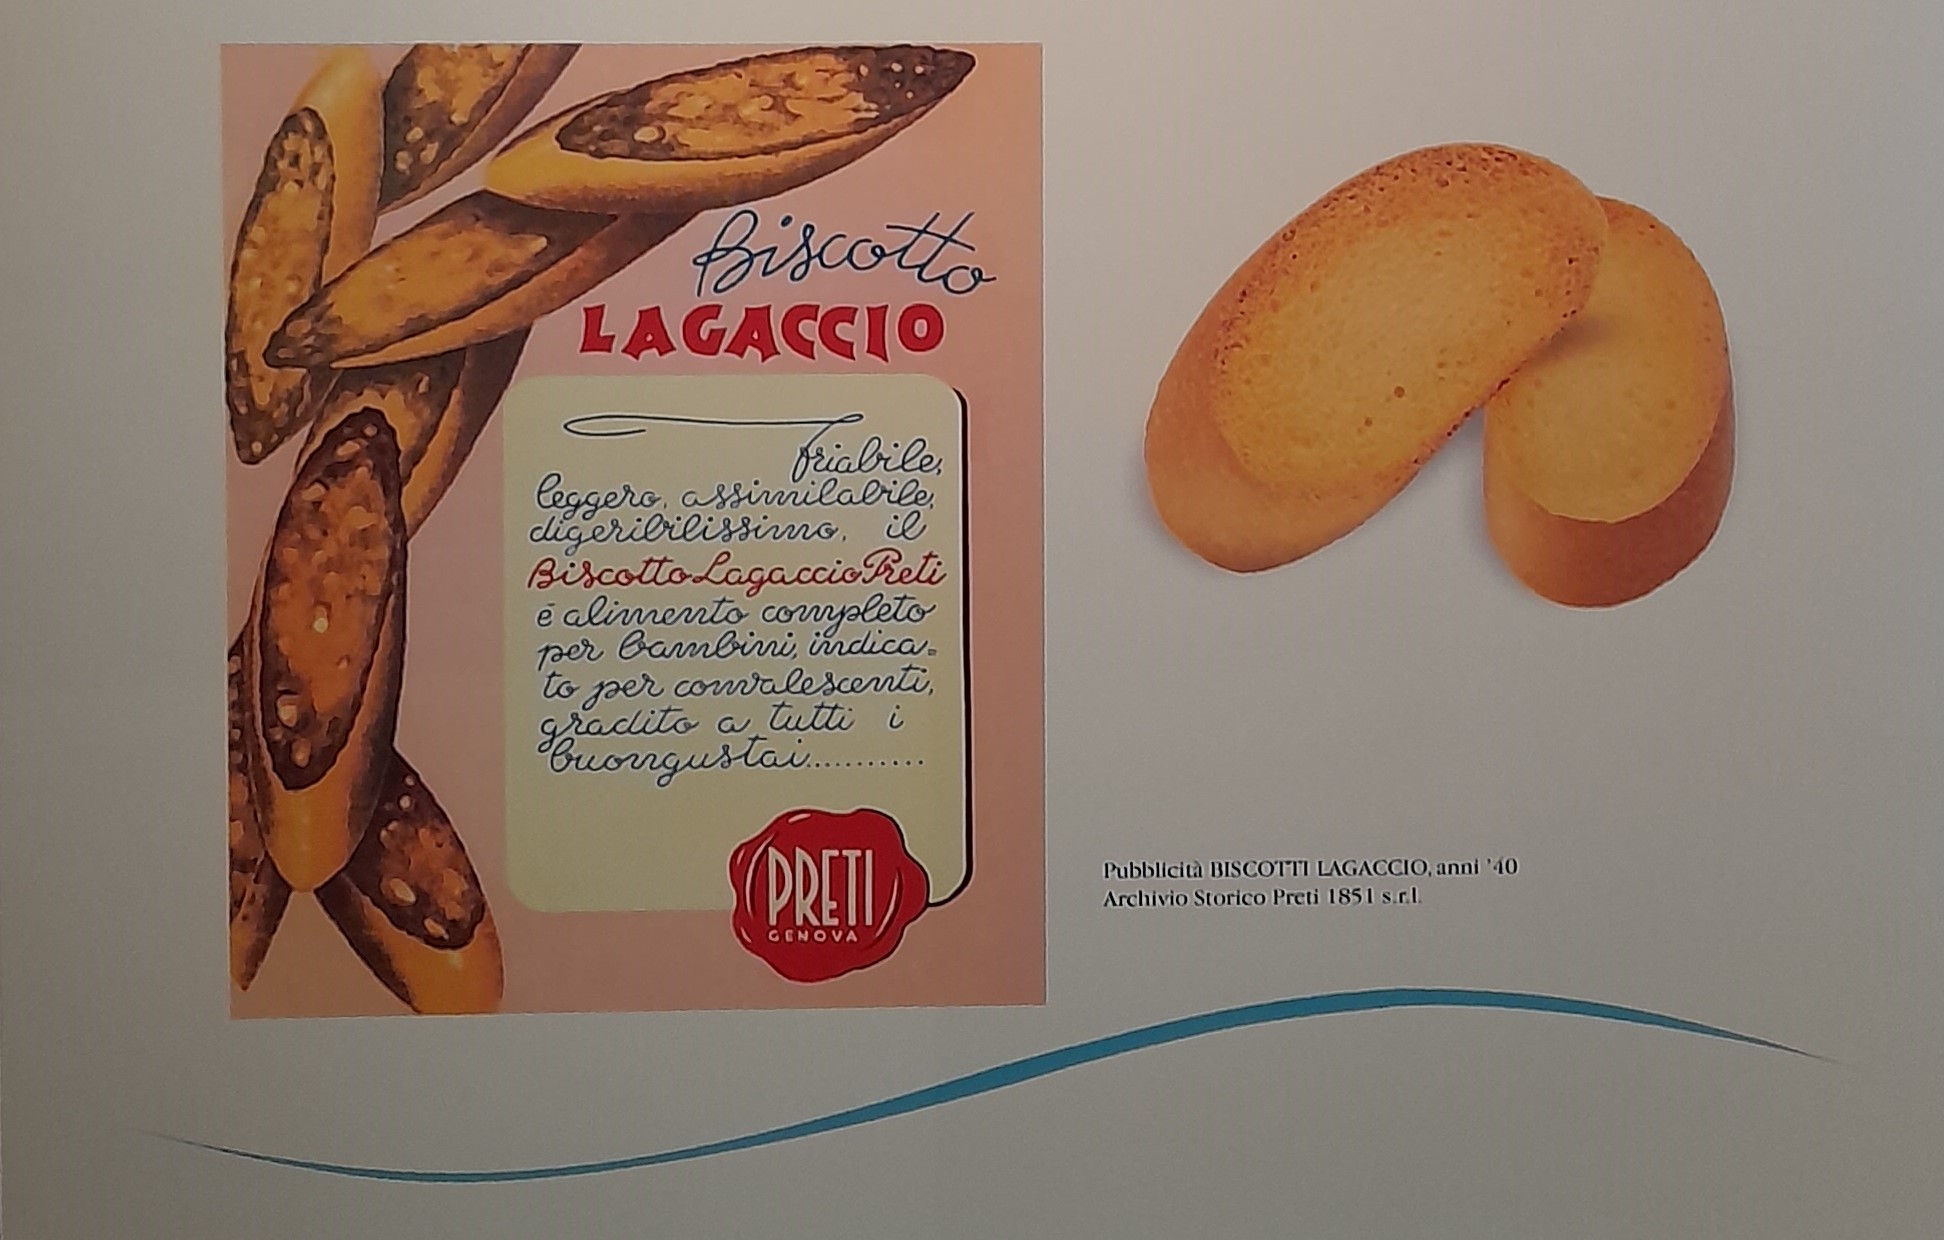 Biscotto
LAGACCIO
friabile,
leggero, assimilabile,
digeribilissimo, il
Biscotto Lagaccio Preti
é alimento completo
per bambini, indica=
to per convalescenti,
gradito a tutti i
buongustai..........
PRETI
GENOVA
Pubblicità BISCOTTI LAGACCIO, anni '40
Archivio Storico Preti 1851 s.r.l.